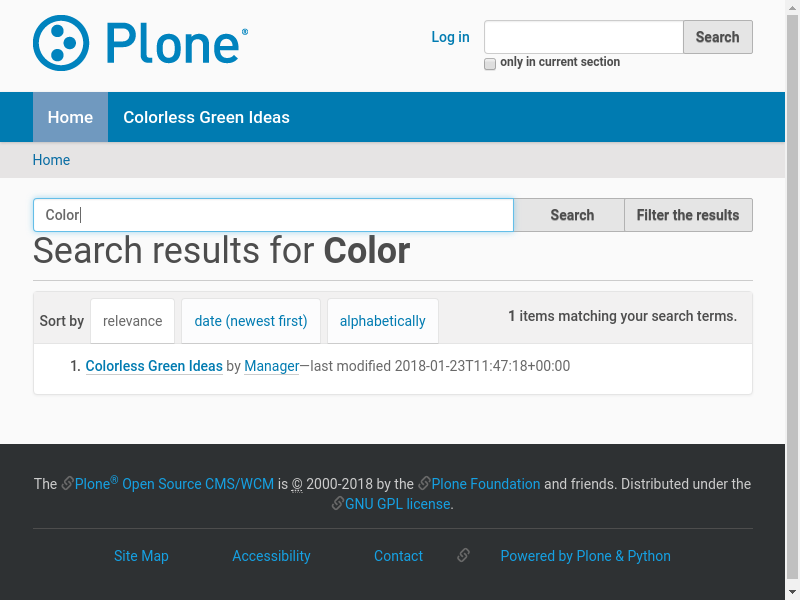 Plone®
Log in
Search
only in current section
Home
Colorless Green Ideas
Home
Color
Search
Filter the results
Search results for Color
Sort by
relevance
date (newest first)
alphabetically
1 items matching your search terms.
1. Colorless Green Ideas by Manager—last modified 2018-01-23T11:47:18+00:00
The Plone® Open Source CMS/WCM is © 2000-2018 by the Plone Foundation and friends. Distributed under the
GNU GPL license.
Site Map
Accessibility
Contact
Powered by Plone & Python